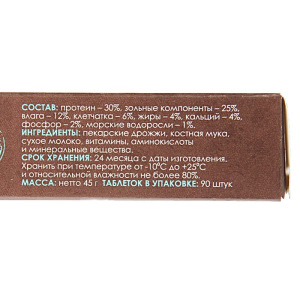 СОСТАВ: протеин – 30%, зольные компоненты – 25%,
влага – 12%, клетчатка – 6%, жиры – 4%, кальций – 4%,
фосфор – 2%, морские водоросли – 1%.
ИНГРЕДИЕНТЫ: пекарские дрожжи, костная мука,
сухое молоко, витамины, аминокислоты
и минеральные вещества.
СРОК ХРАНЕНИЯ: 24 месяца с даты изготовления.
Хранить при температуре от -10°С до +25°С
и относительной влажности не более 80%.
МАССА: нетто 45 г ТАБЛЕТОК В УПАКОВКЕ: 90 штук